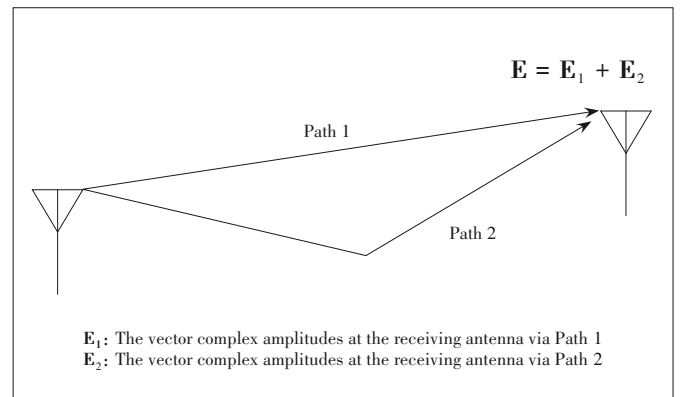 E = E₁ + E₂
Path 1
Path 2
E₁: The vector complex amplitudes at the receiving antenna via Path 1
E₂: The vector complex amplitudes at the receiving antenna via Path 2